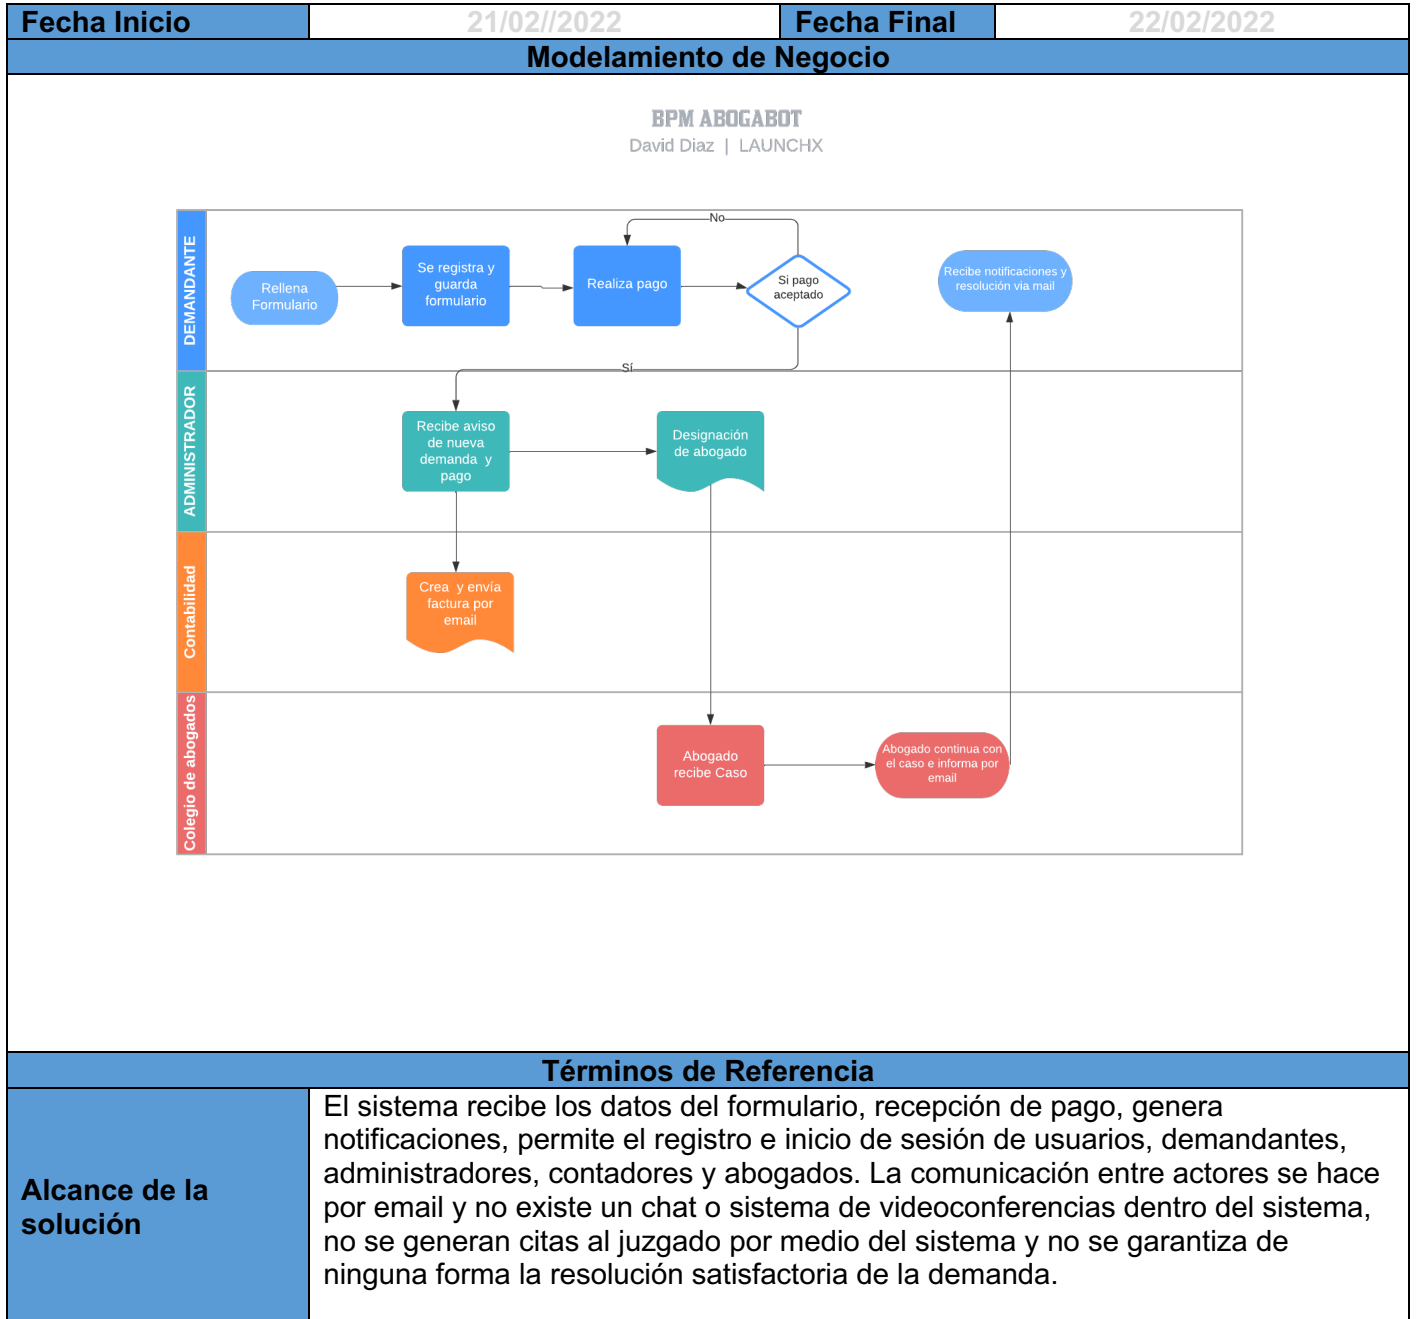 Fecha Inicio 21/02//2022 Fecha Final 22/02/2022
Modelamiento de Negocio
BPM ABOGABOT
David Diaz | LAUNCHX
DEMANDANTE
No
Rellena
Formulario
Se registra y
guarda
formulario
Realiza pago
Si pago
aceptado
Recibe notificaciones y
resolución via mail
Sí
ADMINISTRADOR
Recibe aviso
de nueva
demanda y
pago
Designación
de abogado
Contabilidad
Crea y envía
factura por
email
Colegio de abogados
Abogado
recibe Caso
Abogado continua con
el caso e informa por
email
Términos de Referencia
Alcance de la
solución
El sistema recibe los datos del formulario, recepción de pago, genera
notificaciones, permite el registro e inicio de sesión de usuarios, demandantes,
administradores, contadores y abogados. La comunicación entre actores se hace
por email y no existe un chat o sistema de videoconferencias dentro del sistema,
no se generan citas al juzgado por medio del sistema y no se garantiza de
ninguna forma la resolución satisfactoria de la demanda.